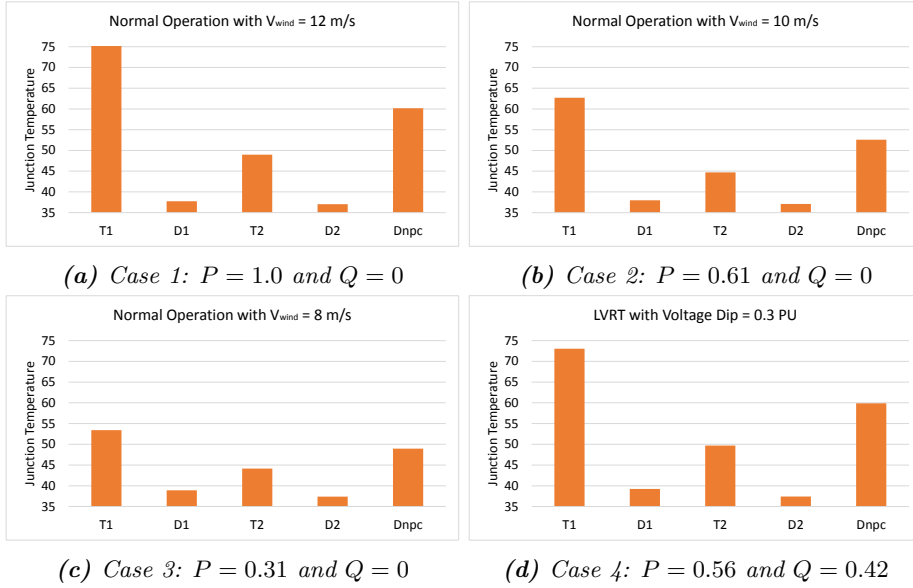 Normal Operation with Vwind = 12 m/s
Junction Temperature
75
70
65
60
55
50
45
40
35
T1 D1 T2 D2 Dnpc
(a) Case 1: P = 1.0 and Q = 0
Normal Operation with Vwind = 10 m/s
Junction Temperature
75
70
65
60
55
50
45
40
35
T1 D1 T2 D2 Dnpc
(b) Case 2: P = 0.61 and Q = 0
Normal Operation with Vwind = 8 m/s
Junction Temperature
75
70
65
60
55
50
45
40
35
T1 D1 T2 D2 Dnpc
(c) Case 3: P = 0.31 and Q = 0
LVRT with Voltage Dip = 0.3 PU
Junction Temperature
75
70
65
60
55
50
45
40
35
T1 D1 T2 D2 Dnpc
(d) Case 4: P = 0.56 and Q = 0.42